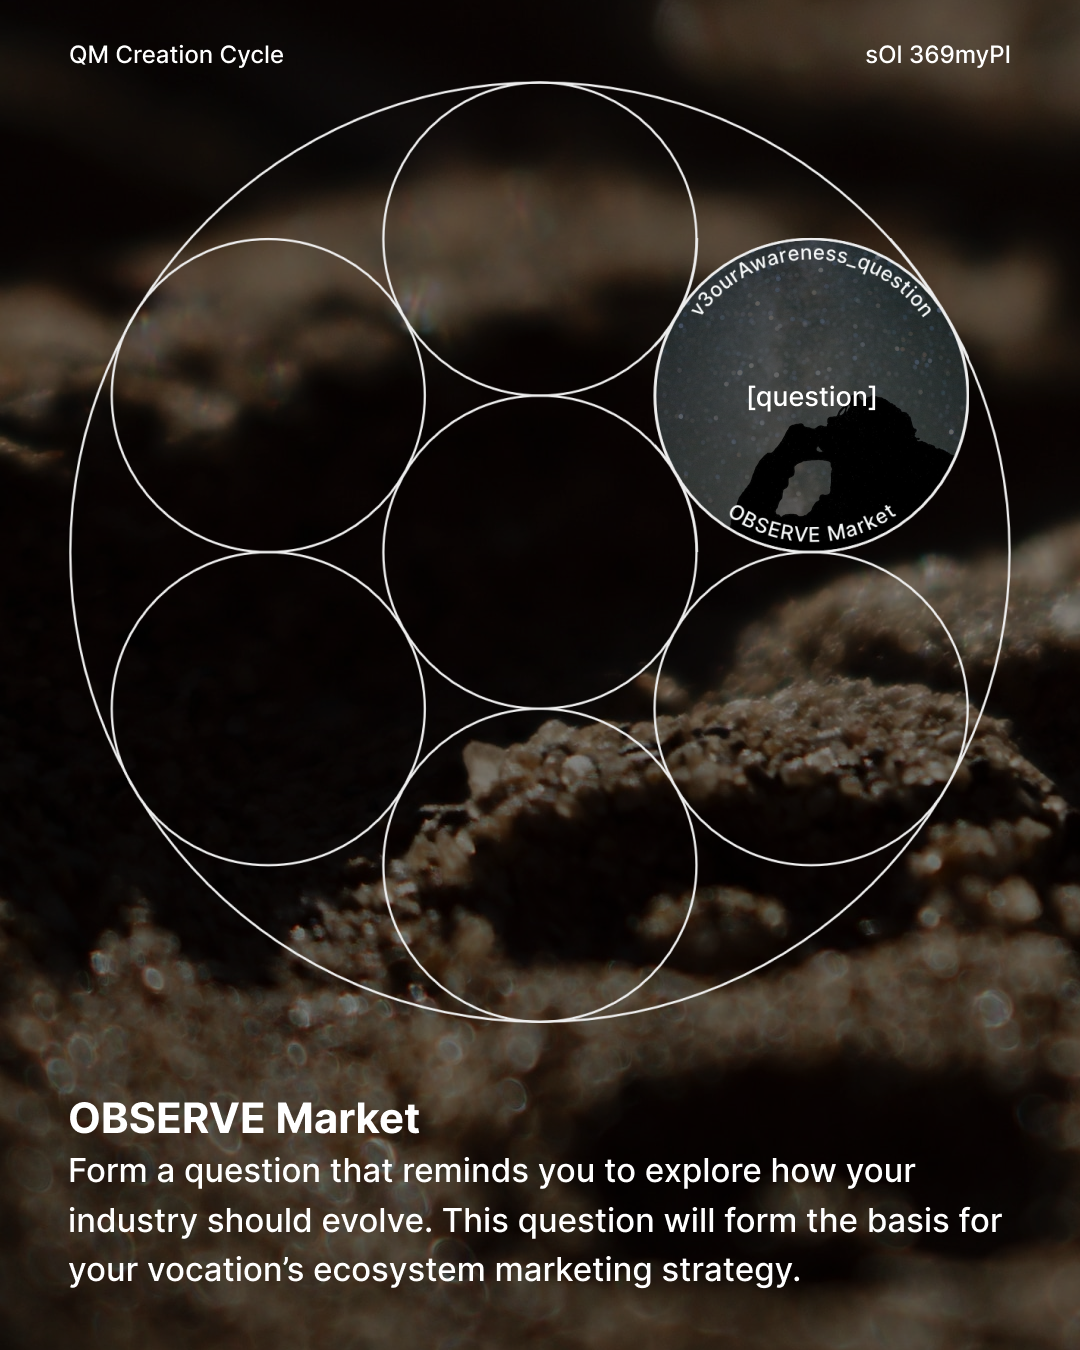 QM Creation Cycle
sOI 369myPI
v3ourAwareness_question
[question]
OBSERVE Market
OBSERVE Market
Form a question that reminds you to explore how your
industry should evolve. This question will form the basis for
your vocation’s ecosystem marketing strategy.